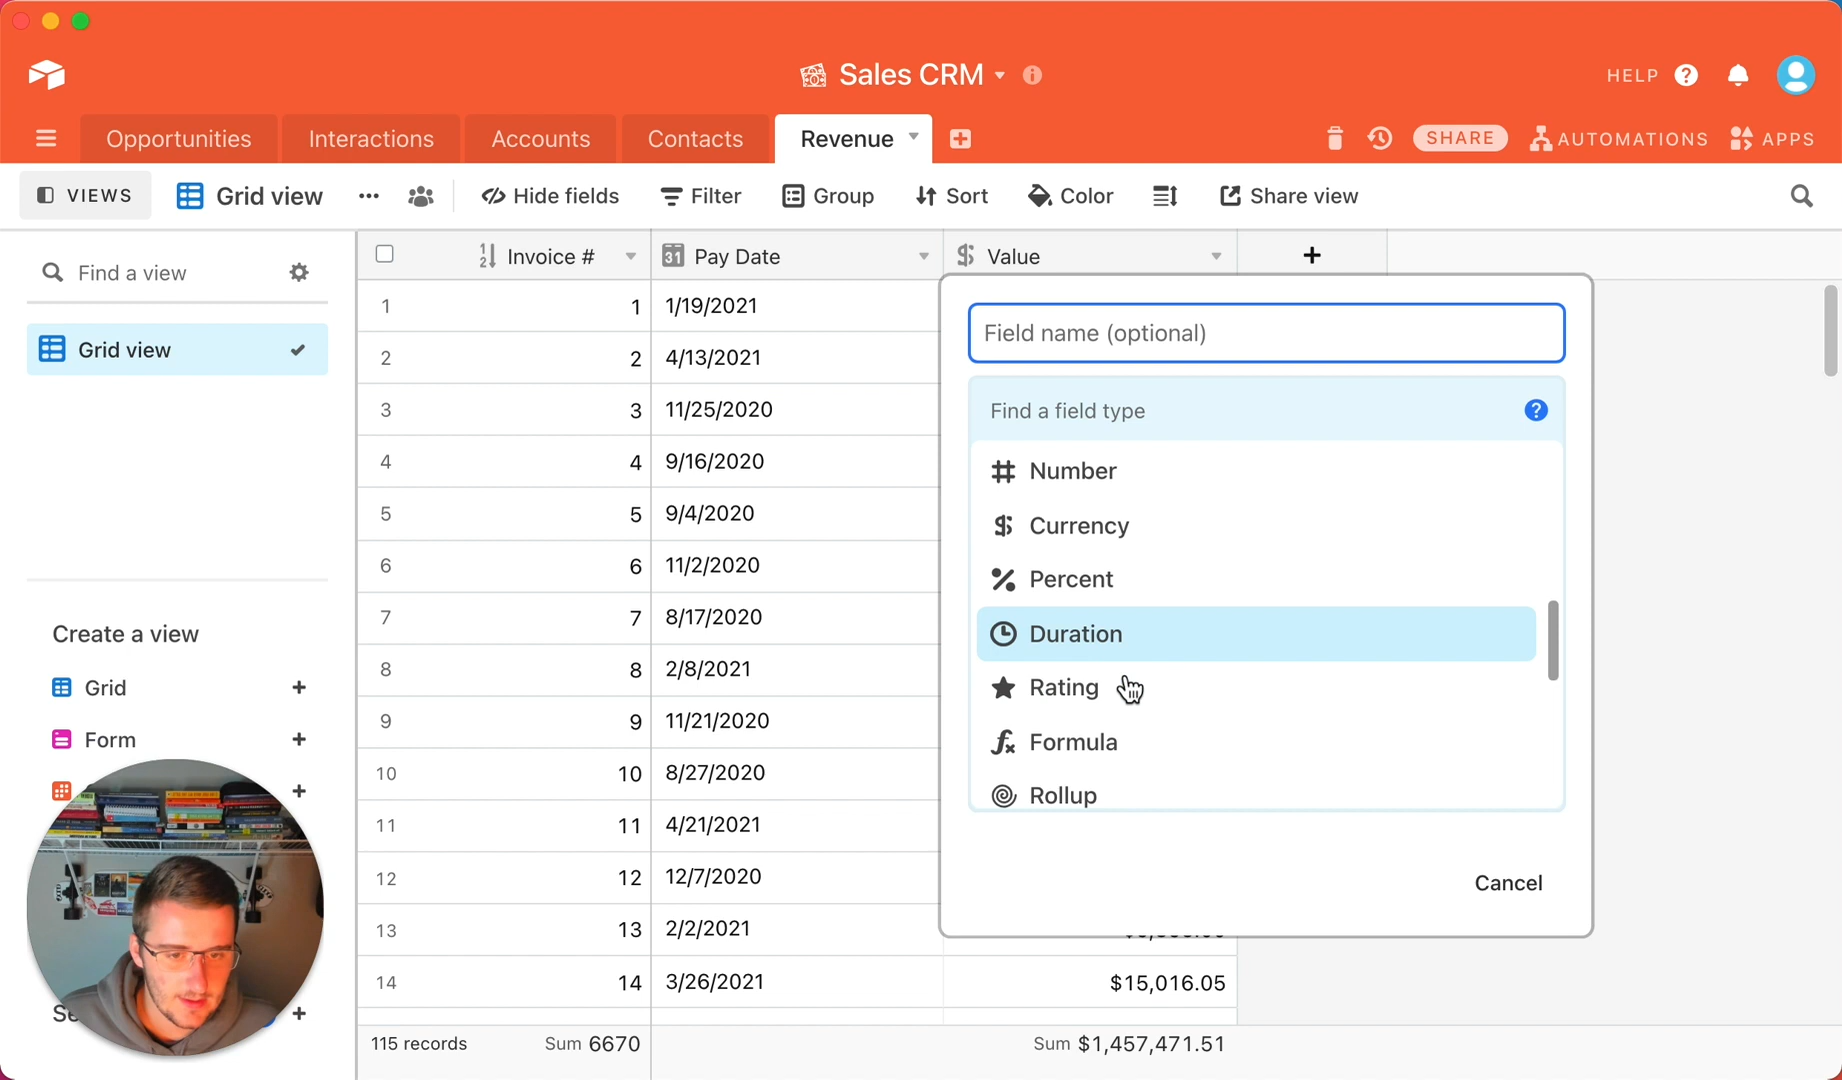 Sales CRM
HELP
Opportunities
Interactions
Accounts
Contacts
Revenue
SHARE
AUTOMATIONS
APPS
VIEWS
Grid view
Hide fields
Filter
Group
Sort
Color
Share view
Find a view
Grid view
Create a view
Grid
Form
Invoice # Pay Date Value
1 1 1/19/2021
2 2 4/13/2021
3 3 11/25/2020
4 4 9/16/2020
5 5 9/4/2020
6 6 11/2/2020
7 7 8/17/2020
8 8 2/8/2021
9 9 11/21/2020
10 10 8/27/2020
11 11 4/21/2021
12 12 12/7/2020
13 13 2/2/2021
14 14 3/26/2021 $15,016.05
115 records Sum 6670 Sum $1,457,471.51
Field name (optional)
Find a field type
Number
Currency
Percent
Duration
Rating
Formula
Rollup
Cancel